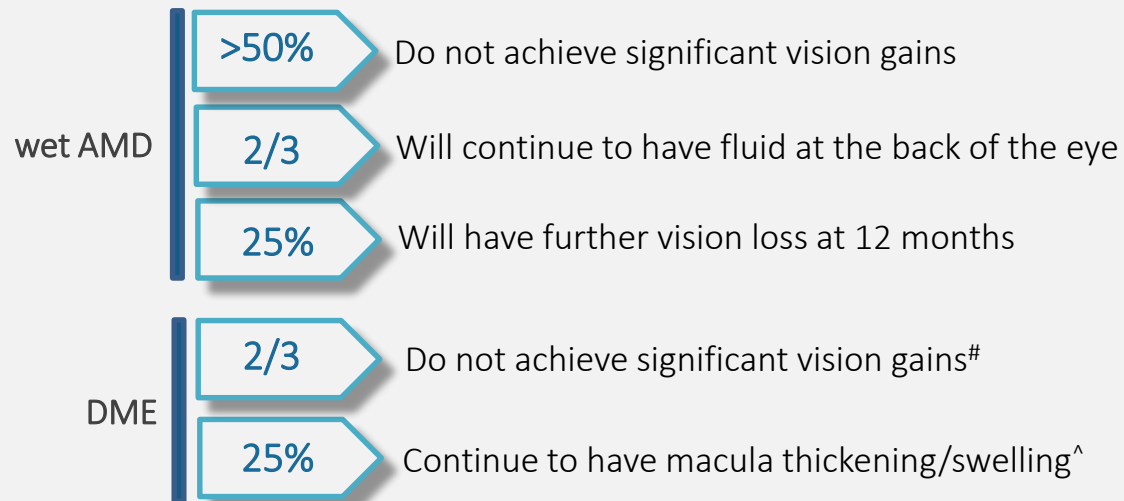 >50% Do not achieve significant vision gains
wet AMD 2/3 Will continue to have fluid at the back of the eye
25% Will have further vision loss at 12 months
2/3 Do not achieve significant vision gains#
DME
25% Continue to have macula thickening/swelling^